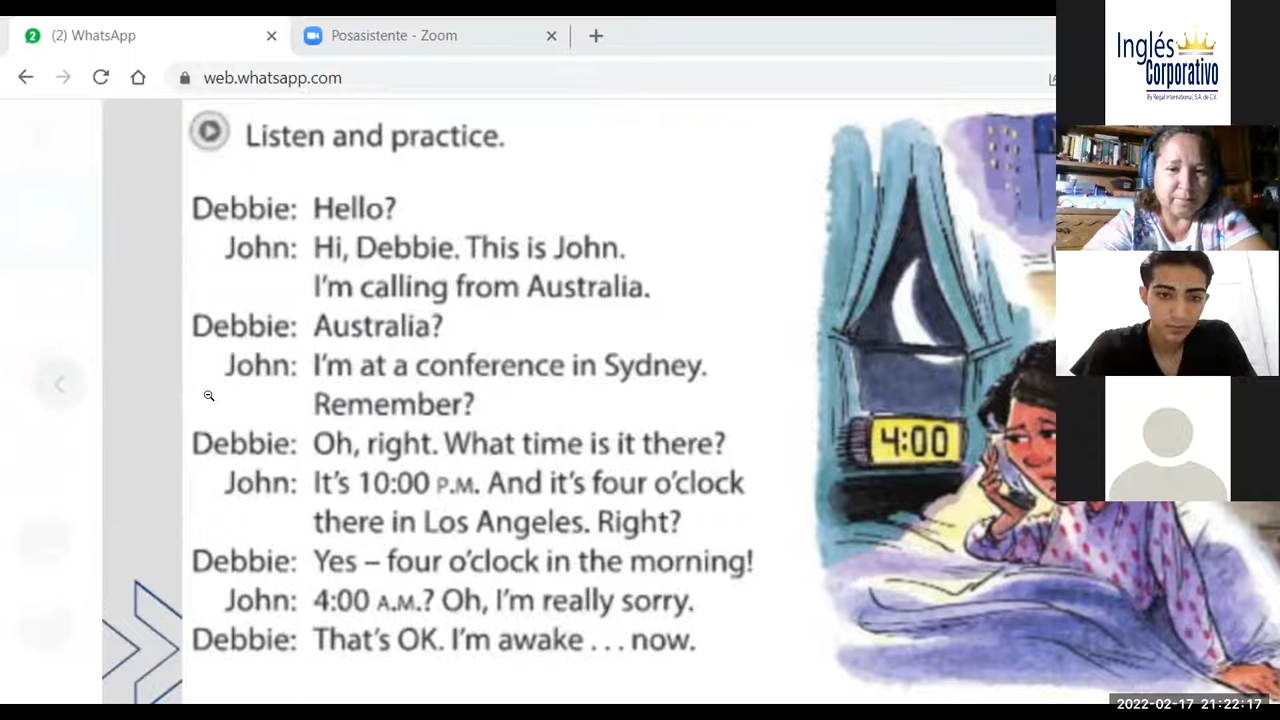 (2) WhatsApp
Posasistente - Zoom
web.whatsapp.com
Listen and practice.
Debbie: Hello?
John: Hi, Debbie. This is John.
I'm calling from Australia.
Debbie: Australia?
John: I'm at a conference in Sydney.
Remember?
Debbie: Oh, right. What time is it there?
John: It's 10:00 P.M. And it's four o'clock
there in Los Angeles. Right?
Debbie: Yes – four o'clock in the morning!
John: 4:00 A.M.? Oh, I'm really sorry.
Debbie: That's OK. I'm awake . . . now.
4:00
Inglés
Corporativo
By Regal International, S.A. de C.V.
2022-02-17 21:22:17